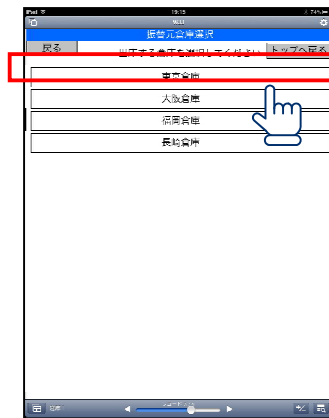 iPad 19:15 74%
振替元倉庫選択
戻る 出庫する倉庫を選択してください トップへ戻る
東京倉庫
大阪倉庫
福岡倉庫
長崎倉庫